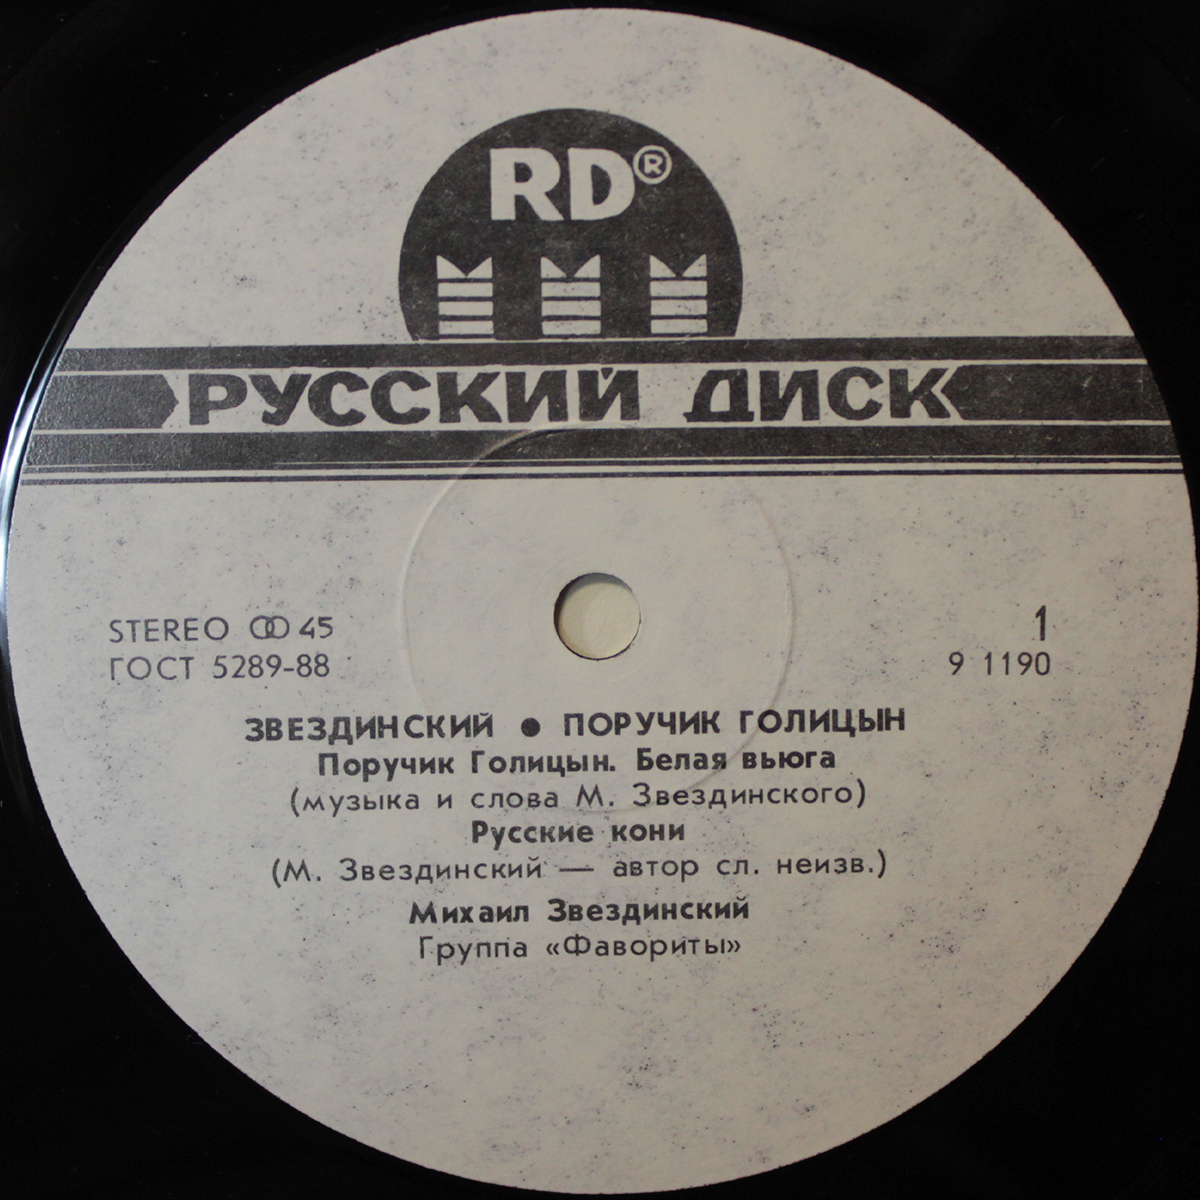 RD®
РУССКИЙ ДИСК
STEREO ꝏ 45
1
ГОСТ 5289-88
9 1190
ЗВЕЗДИНСКИЙ ● ПОРУЧИК ГОЛИЦЫН
Поручик Голицын. Белая вьюга
(музыка и слова М. Звездинского)
Русские кони
(М. Звездинский — автор сл. неизв.)
Михаил Звездинский
Группа «Фавориты»